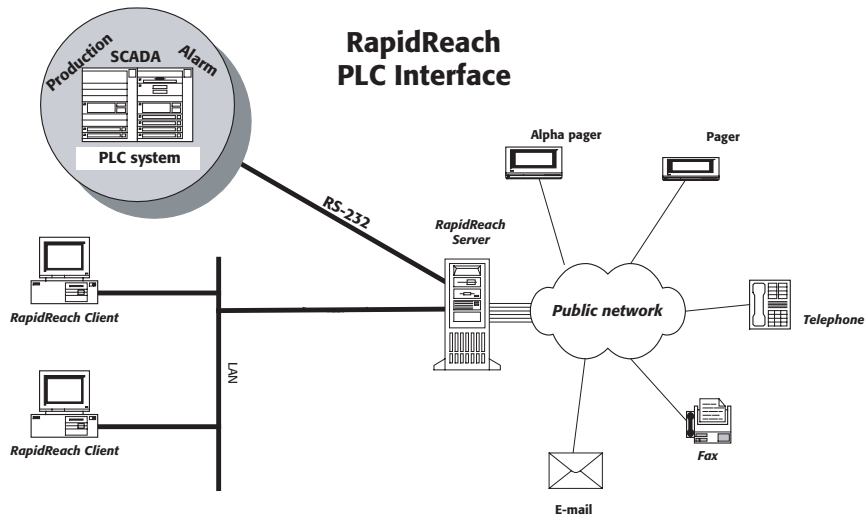 RapidReach
PLC Interface
Production
SCADA
Alarm
PLC system
RS-232
RapidReach
Server
Alpha pager
Pager
Public network
Telephone
RapidReach Client
LAN
RapidReach Client
Fax
E-mail